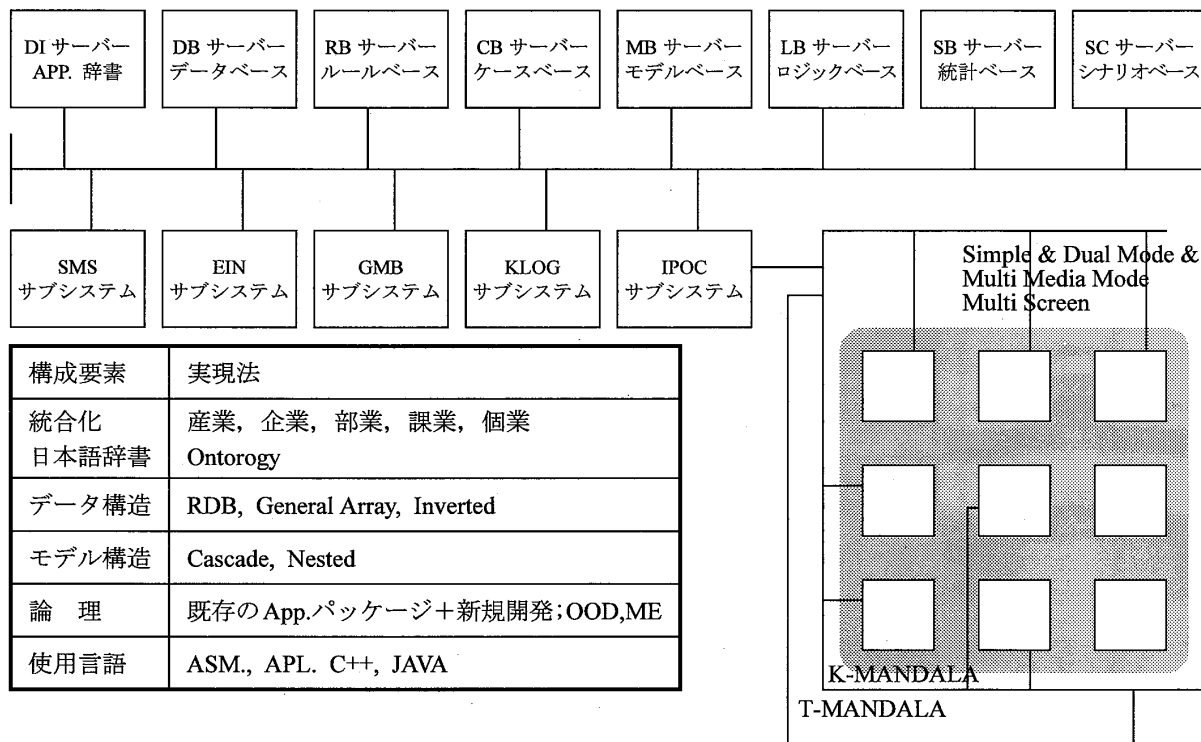 DI サーバー
APP. 辞書
DB サーバー
データベース
RB サーバー
ルールベース
CB サーバー
ケースベース
MB サーバー
モデルベース
LB サーバー
ロジックベース
SB サーバー
統計ベース
SC サーバー
シナリオベース
SMS
サブシステム
EIN
サブシステム
GMB
サブシステム
KLOG
サブシステム
IPOC
サブシステム
Simple & Dual Mode &
Multi Media Mode
Multi Screen
構成要素 実現法
統合化 産業, 企業, 部業, 課業, 個業
日本語辞書 Ontorogy
データ構造 RDB, General Array, Inverted
モデル構造 Cascade, Nested
論 理 既存のApp.パッケージ＋新規開発;OOD,ME
使用言語 ASM., APL. C++, JAVA
K-MANDALA
T-MANDALA